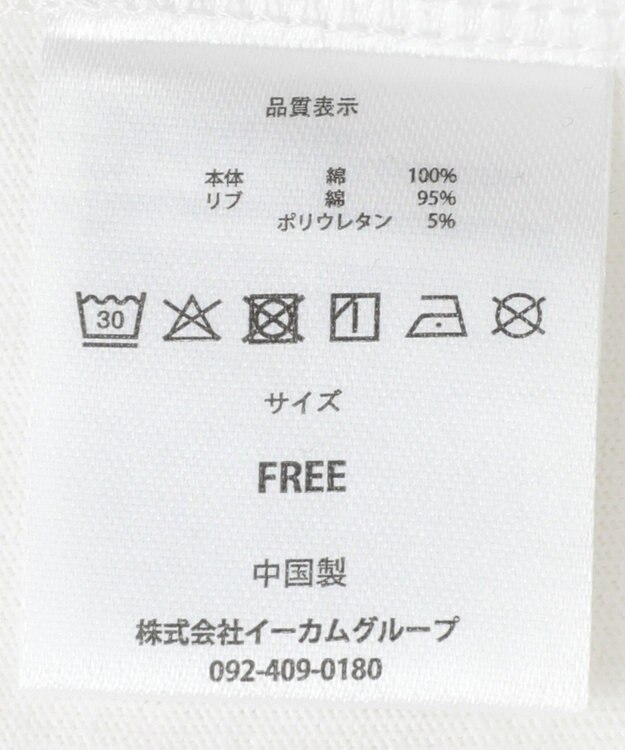 品質表示
本体 綿 100%
リブ 綿 95%
ポリウレタン 5%
30
サイズ
FREE
中国製
株式会社イーカムグループ
092-409-0180